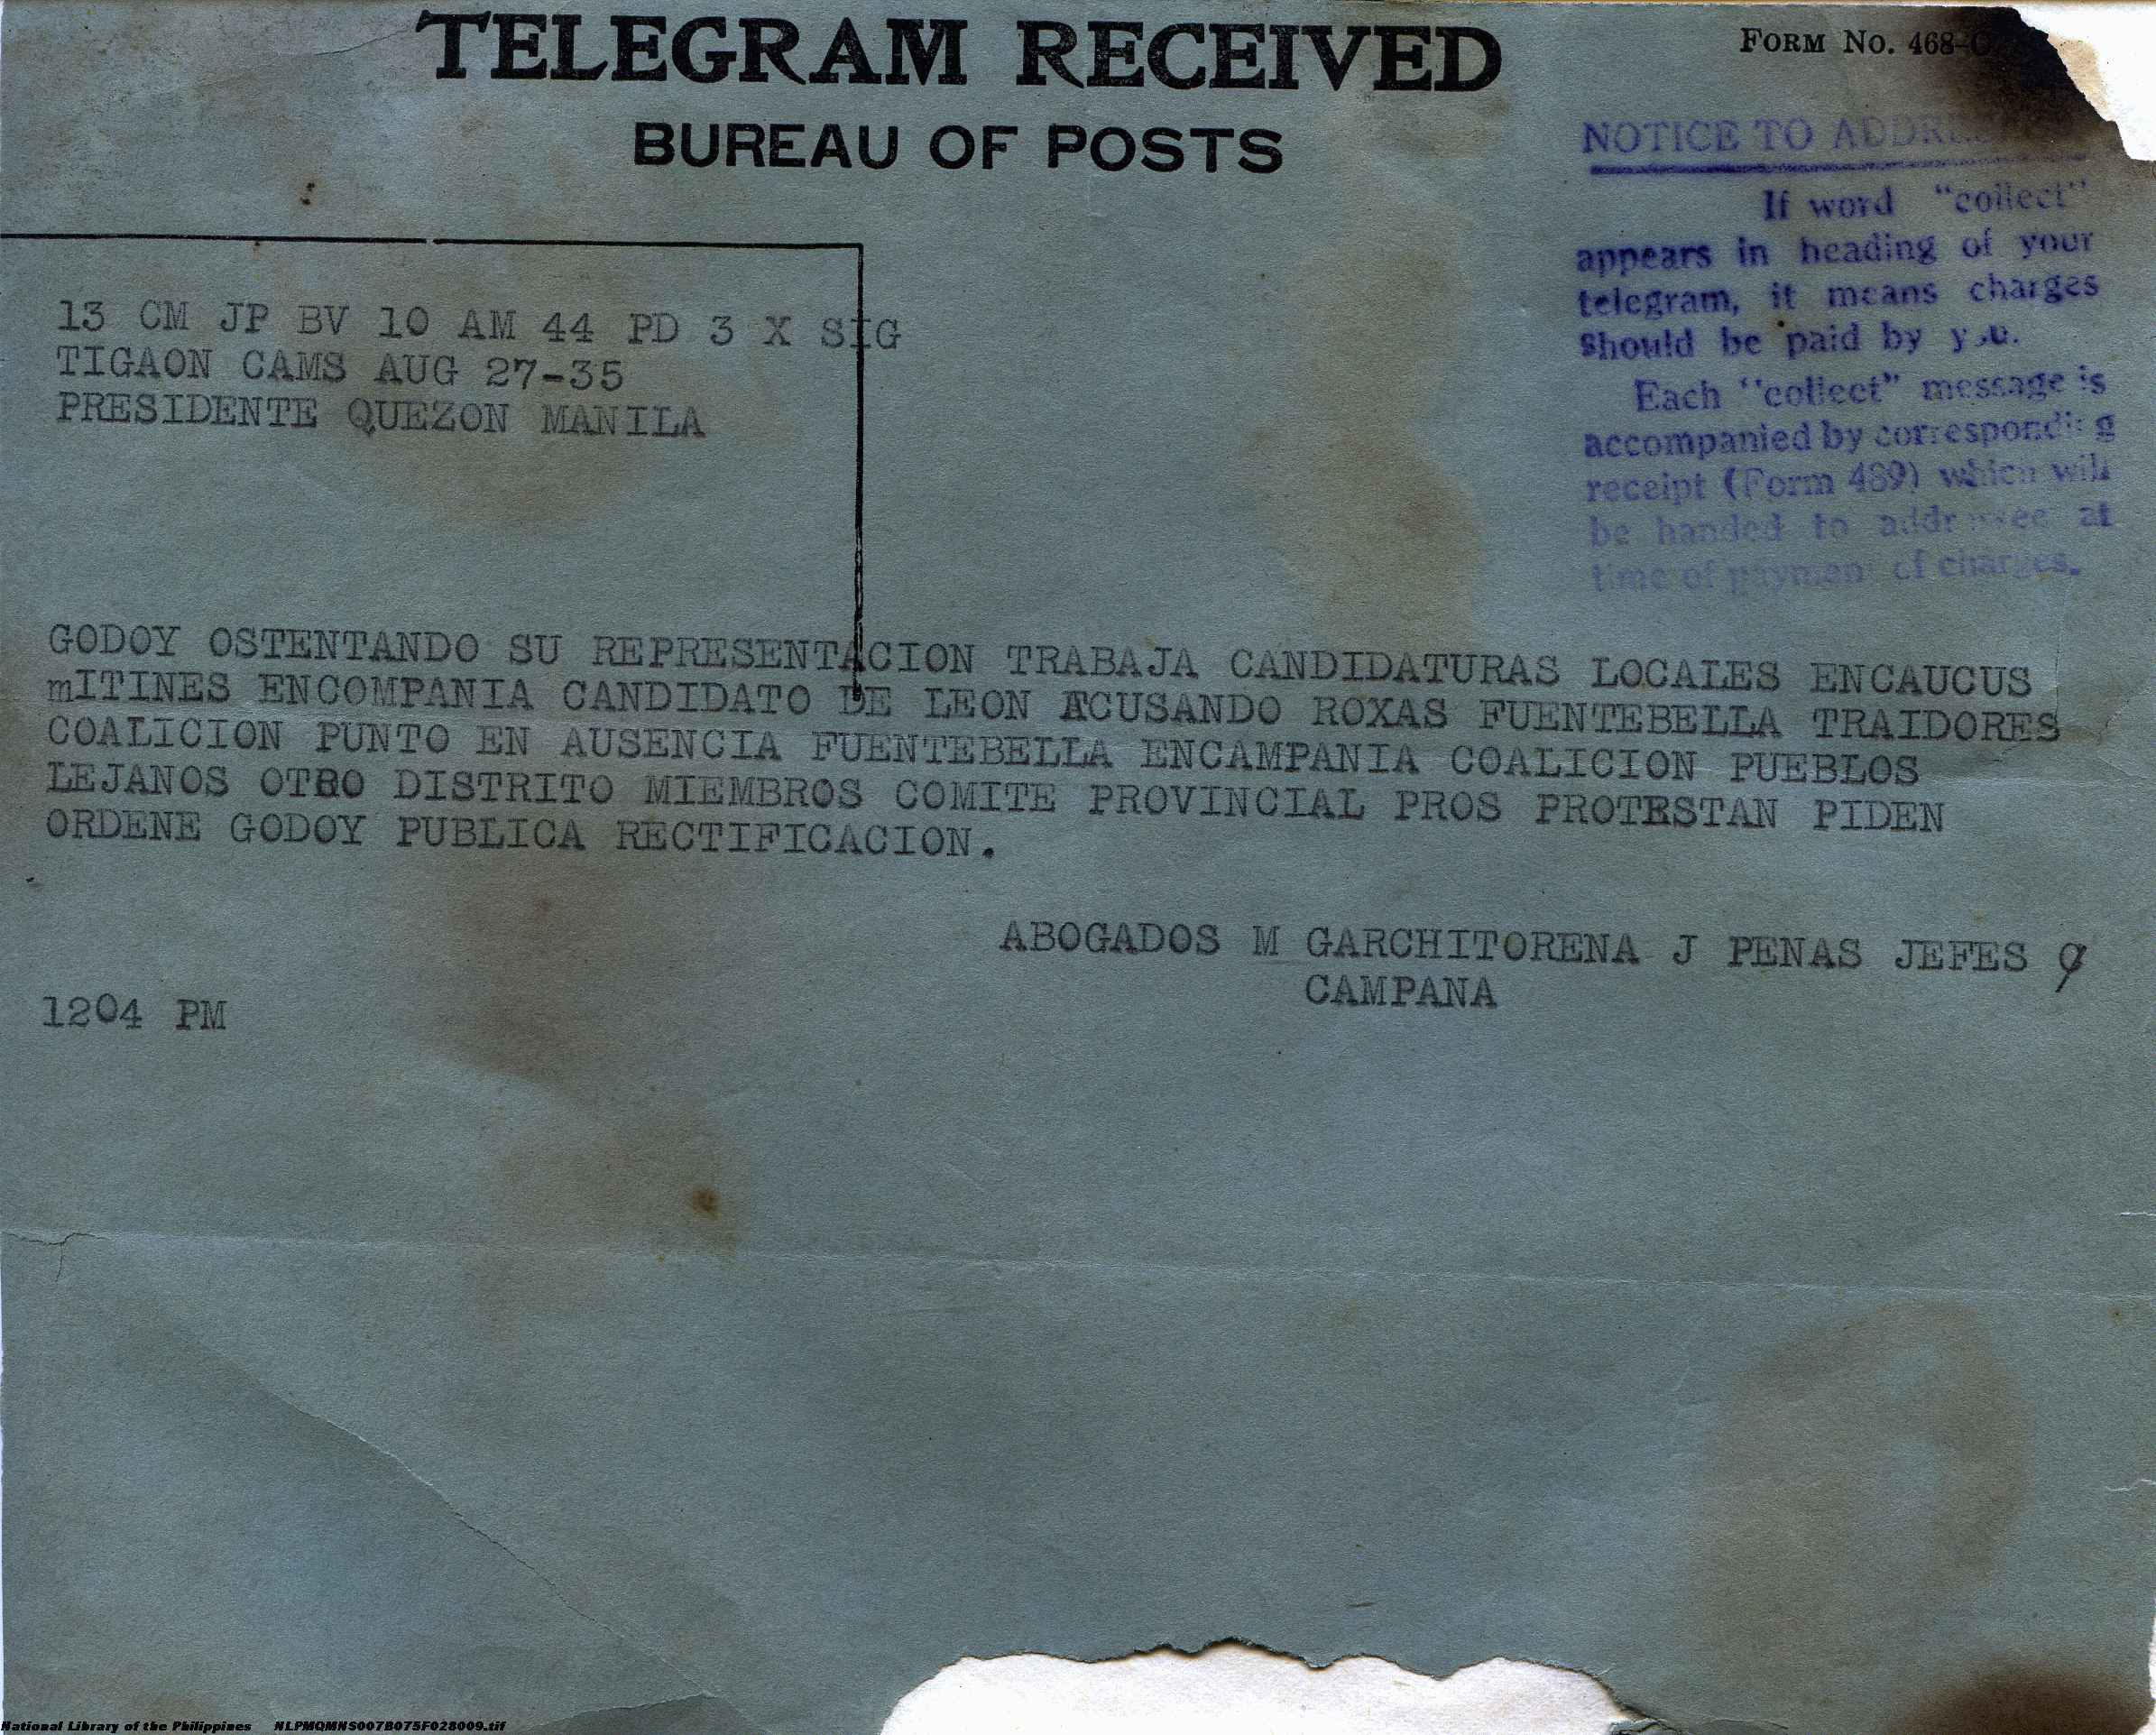 TELEGRAM RECEIVED
BUREAU OF POSTS
FORM NO. 468-C
NOTICE TO
If word "collect"
appears in heading of your
telegram, it means charges
Should be paid by you.
Each "collect" message is
accompanied by corresponding
receipt (Form 489) which will
be handed to addressee at
time of payment of charges.
13 CM JP BV 10 AM 44 PD 3 X SIG
TIGAON CAMS AUG 27-35
PRESIDENTE QUEZON MANILA
GODOY OSTENTANDO SU REPRESENTACION TRABAJA CANDIDATURAS LOCALES ENCAUCUS
mITINES ENCOMPANIA CANDIDATO DE LEON ACUSANDO ROXAS FUENTEBELLA TRAIDORES
COALICION PUNTO EN AUSENCIA FUENTEBELLA ENCAMPANIA COALICION PUEBLOS
LEJANOS OTRO DISTRITO MIEMBROS COMITE PROVINCIAL PROS PROTESTAN PIDEN
ORDENE GODOY PUBLICA RECTIFICACION.
ABOGADOS M GARCHITORENA J PENAS JEFES
CAMPANA
1204 PM
National Library of the Philippines NLPMQMNS007B075F028009.tif